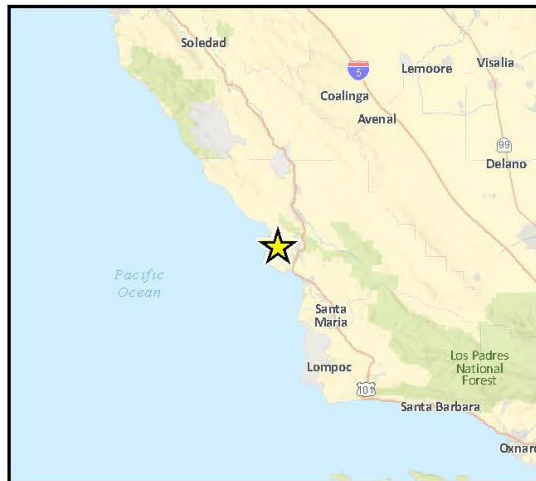 Soledad
5
Lemoore
Visalia
Coalinga
Avenal
99
Delano
Pacific
Ocean
Santa
Maria
Los Padres
National
Forest
Lompoc
101
Santa Barbara
Oxnard